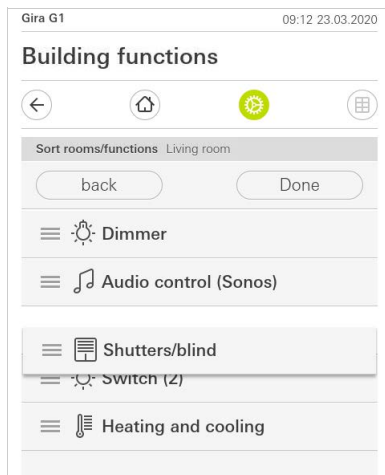 Gira G1 09:12 23.03.2020
Building functions
Sort rooms/functions Living room
back Done
Dimmer
Audio control (Sonos)
Shutters/blind
Switch (2)
Heating and cooling